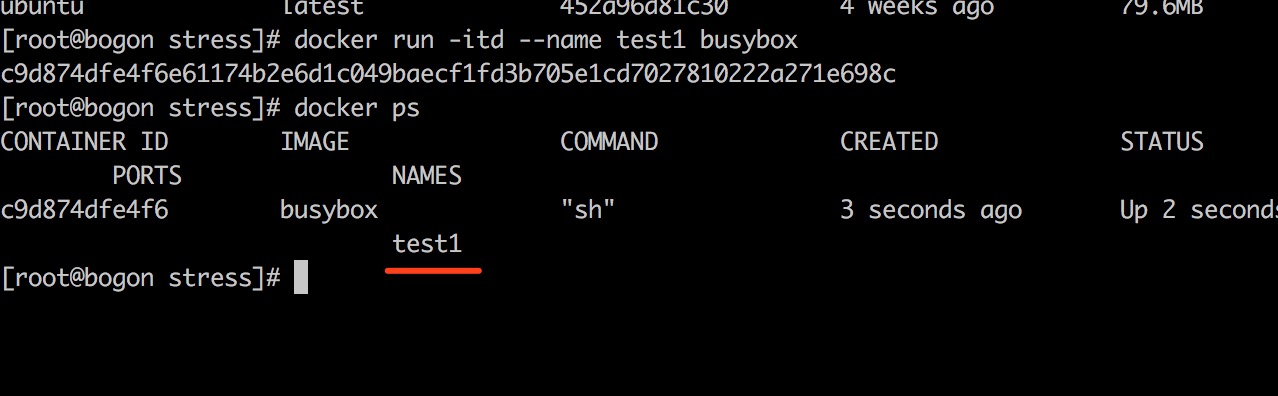 ubuntu latest 452a96d81c30 4 weeks ago 79.6MB
[root@bogon stress]# docker run -itd --name test1 busybox
c9d874dfe4f6e61174b2e6d1c049baecf1fd3b705e1cd7027810222a271e698c
[root@bogon stress]# docker ps
CONTAINER ID IMAGE COMMAND CREATED STATUS
PORTS NAMES
c9d874dfe4f6 busybox "sh" 3 seconds ago Up 2 seconds
test1
[root@bogon stress]#